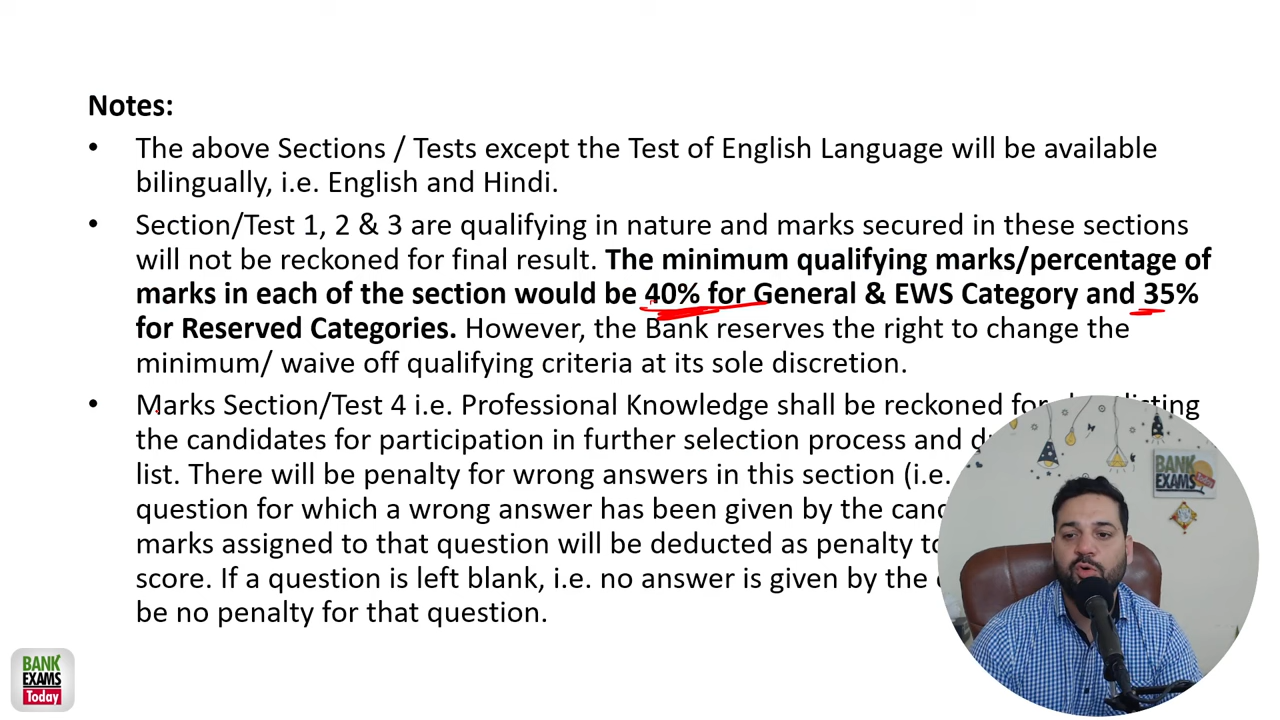 Notes:
• The above Sections / Tests except the Test of English Language will be available
bilingually, i.e. English and Hindi.
• Section/Test 1, 2 & 3 are qualifying in nature and marks secured in these sections
will not be reckoned for final result. The minimum qualifying marks/percentage of
marks in each of the section would be 40% for General & EWS Category and 35%
for Reserved Categories. However, the Bank reserves the right to change the
minimum/ waive off qualifying criteria at its sole discretion.
• Marks Section/Test 4 i.e. Professional Knowledge shall be reckoned for
the candidates for participation in further selection process and
list. There will be penalty for wrong answers in this section (i.e.
question for which a wrong answer has been given by the
marks assigned to that question will be deducted as penalty
score. If a question is left blank, i.e. no answer is given by the
be no penalty for that question.
BANK
EXAMS
BANK
EXAMS
Today